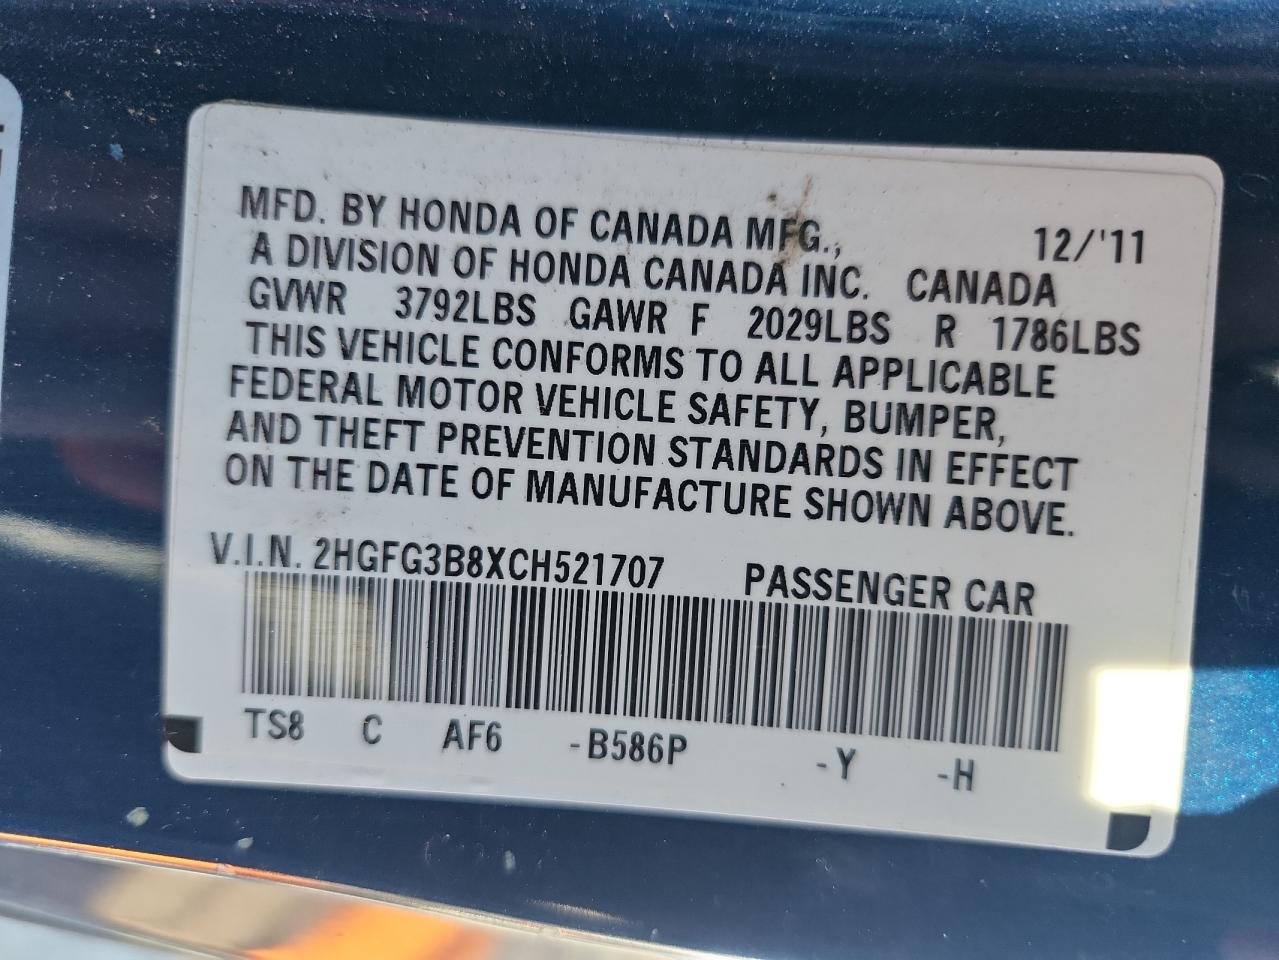 MFD. BY HONDA OF CANADA MFG., 12/'11
A DIVISION OF HONDA CANADA INC. CANADA
GVWR 3792LBS GAWR F 2029LBS R 1786LBS
THIS VEHICLE CONFORMS TO ALL APPLICABLE
FEDERAL MOTOR VEHICLE SAFETY, BUMPER,
AND THEFT PREVENTION STANDARDS IN EFFECT
ON THE DATE OF MANUFACTURE SHOWN ABOVE.
V.I.N. 2HGFG3B8XCH521707 PASSENGER CAR
TS8 C AF6 -B586P -Y -H